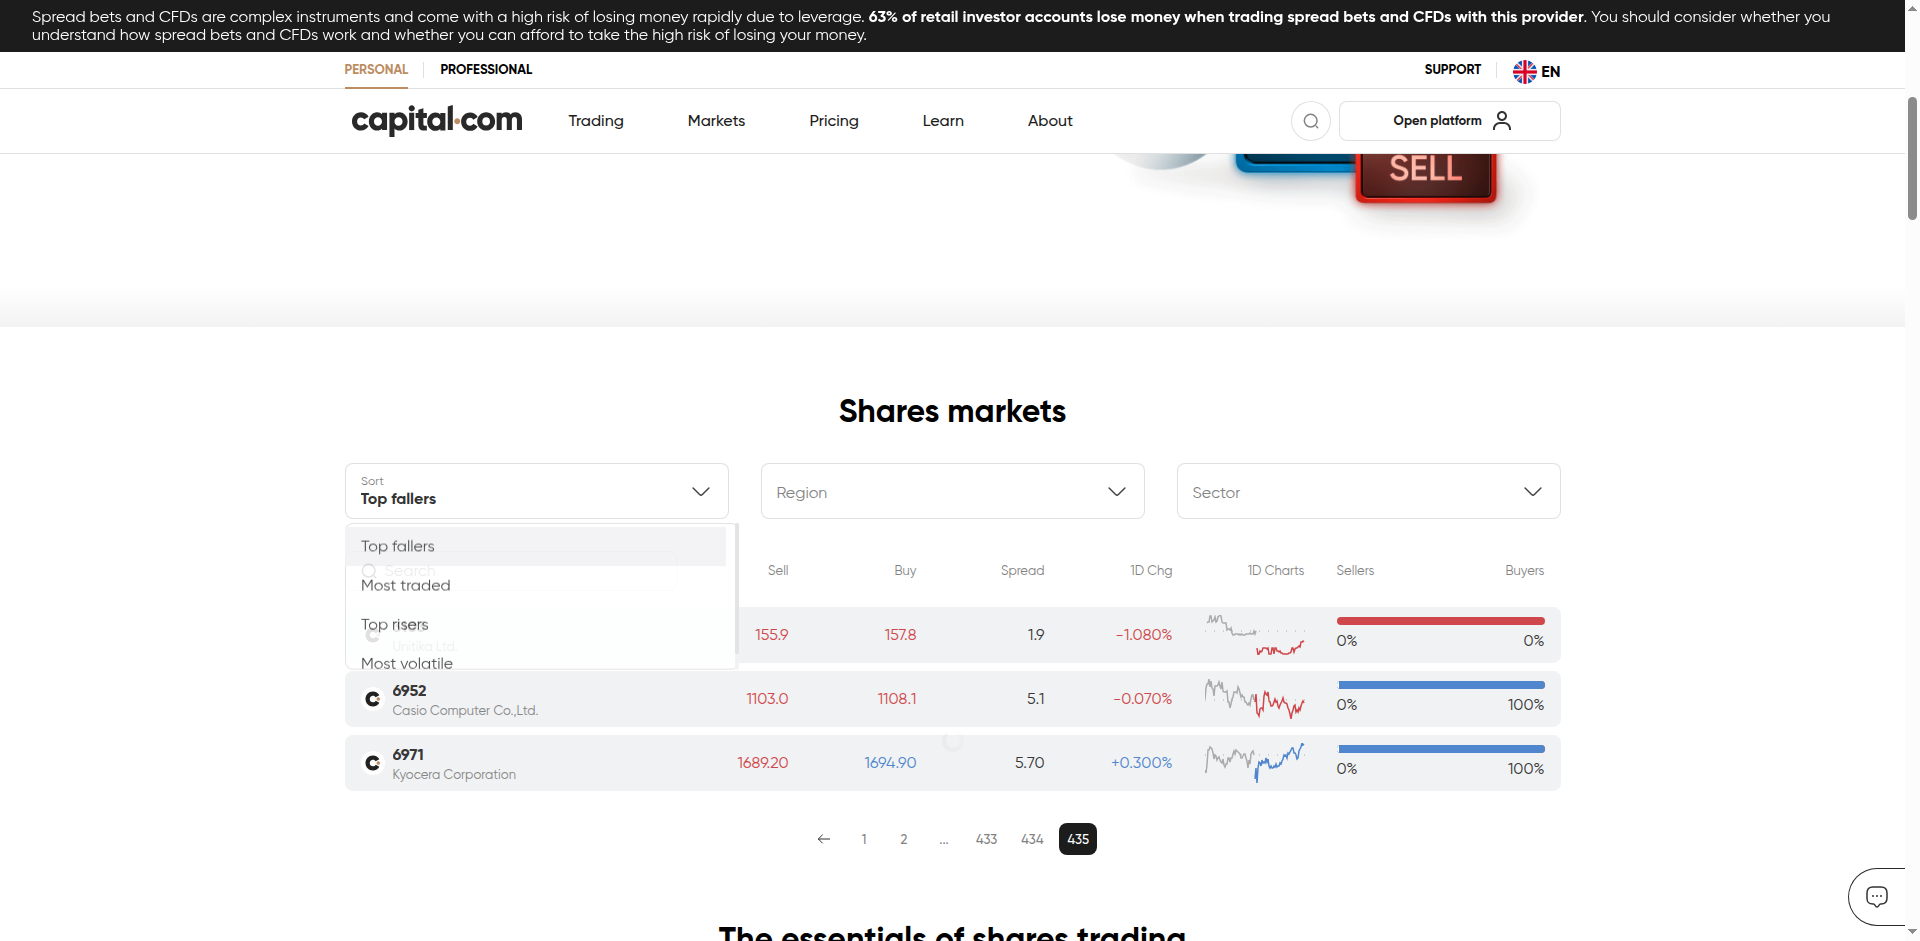 Spread bets and CFDs are complex instruments and come with a high risk of losing money rapidly due to leverage. 63% of retail investor accounts lose money when trading spread bets and CFDs with this provider. You should consider whether you
understand how spread bets and CFDs work and whether you can afford to take the high risk of losing your money.
PERSONAL PROFESSIONAL SUPPORT EN
capital.com Trading Markets Pricing Learn About Open platform
SELL
Shares markets
Sort
Top fallers
Region
Sector
Top fallers
Search
Most traded
Top risers
Unitika Ltd.
Most volatile
Sell Buy Spread 1D Chg 1D Charts Sellers Buyers
155.9 157.8 1.9 -1.080% 0% 0%
6952
Casio Computer Co.,Ltd.
1103.0 1108.1 5.1 -0.070% 0% 100%
6971
Kyocera Corporation
1689.20 1694.90 5.70 +0.300% 0% 100%
1 2 ... 433 434 435
The essentials of shares trading